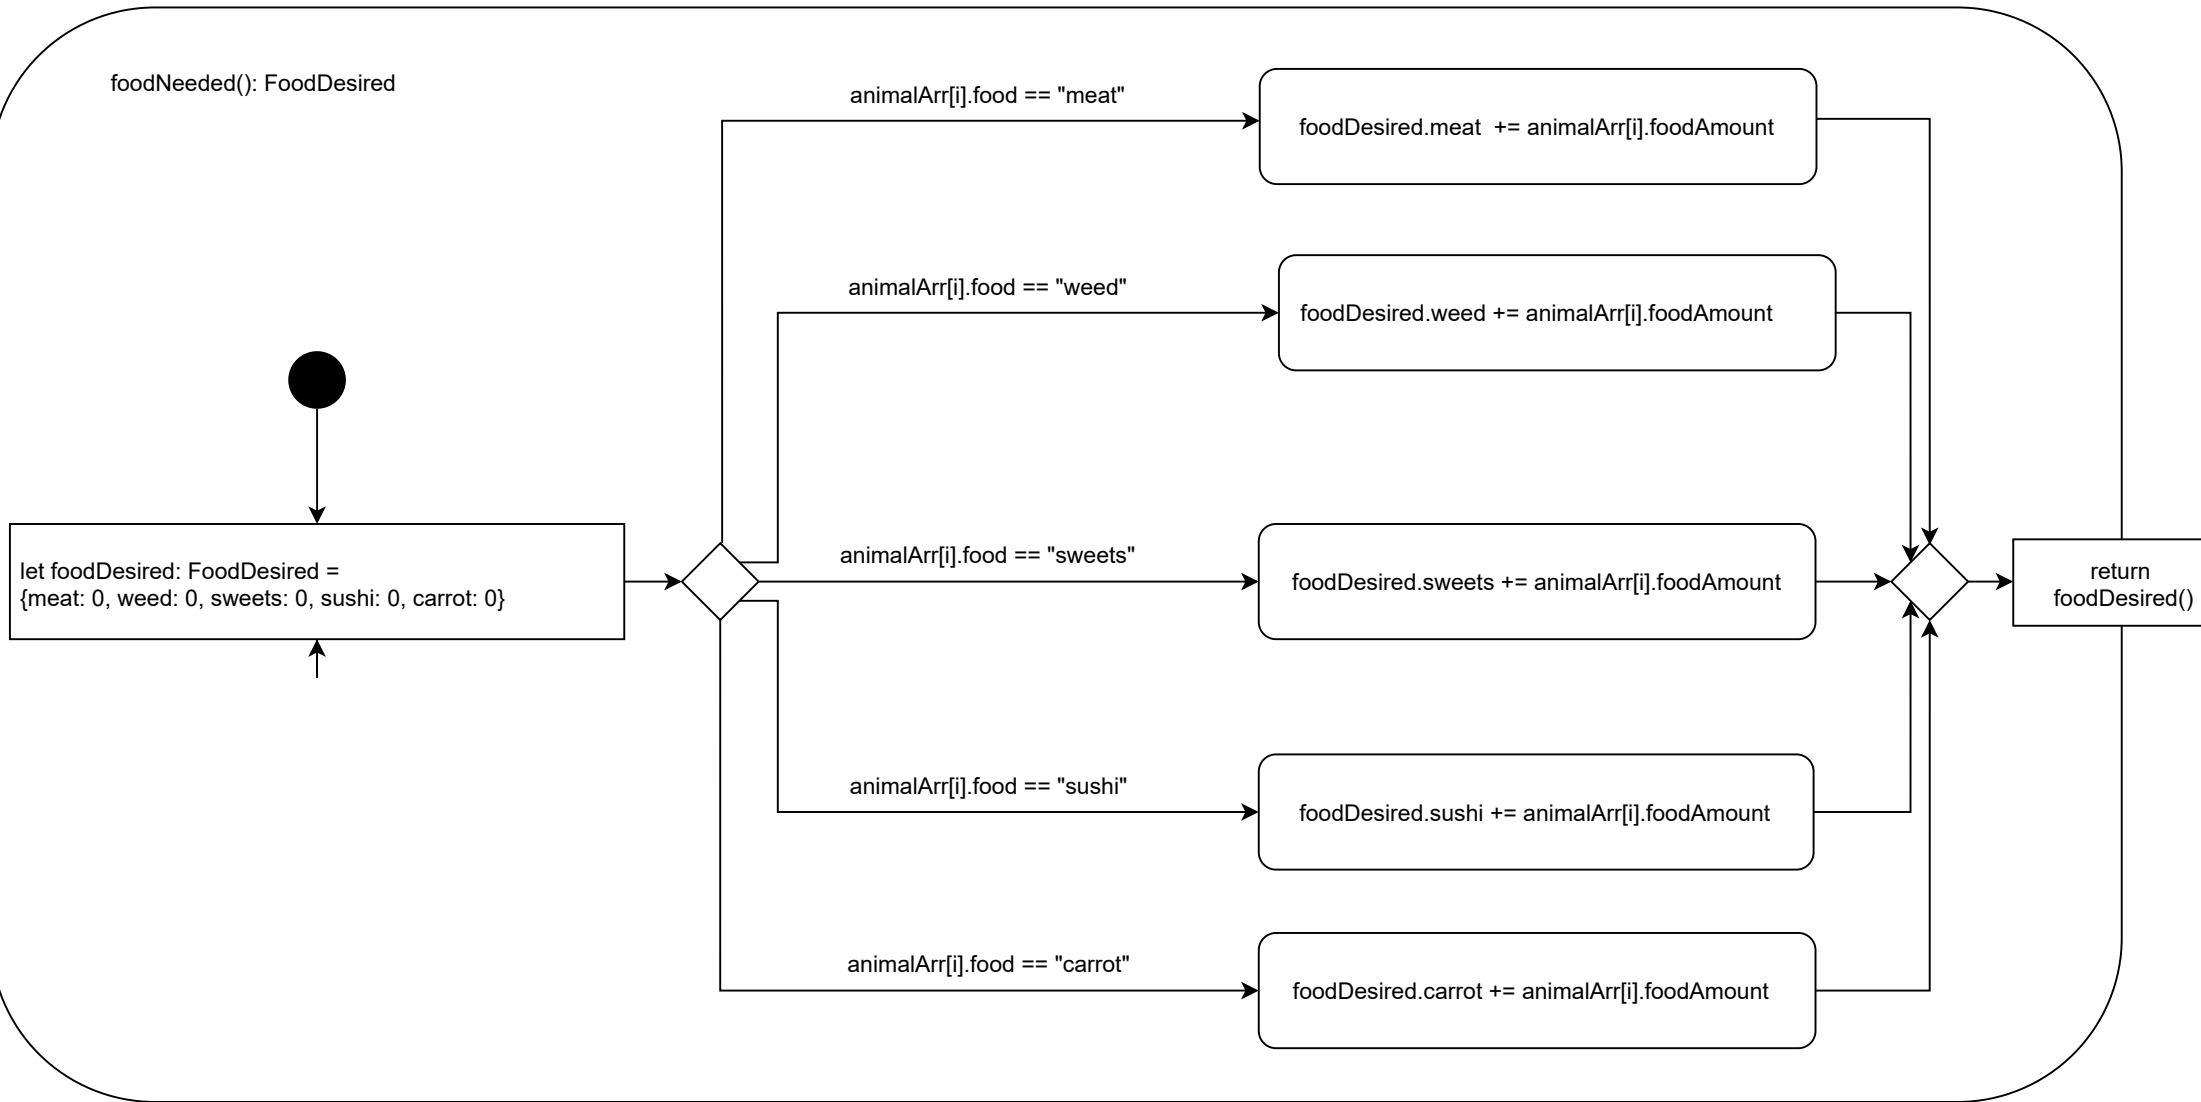 foodNeeded(): FoodDesired
animalArr[i].food == "meat"
foodDesired.meat  += animalArr[i].foodAmount
animalArr[i].food == "weed"
foodDesired.weed += animalArr[i].foodAmount
let foodDesired: FoodDesired =
{meat: 0, weed: 0, sweets: 0, sushi: 0, carrot: 0}
animalArr[i].food == "sweets"
foodDesired.sweets += animalArr[i].foodAmount
return
foodDesired()
animalArr[i].food == "sushi"
foodDesired.sushi += animalArr[i].foodAmount
animalArr[i].food == "carrot"
foodDesired.carrot += animalArr[i].foodAmount